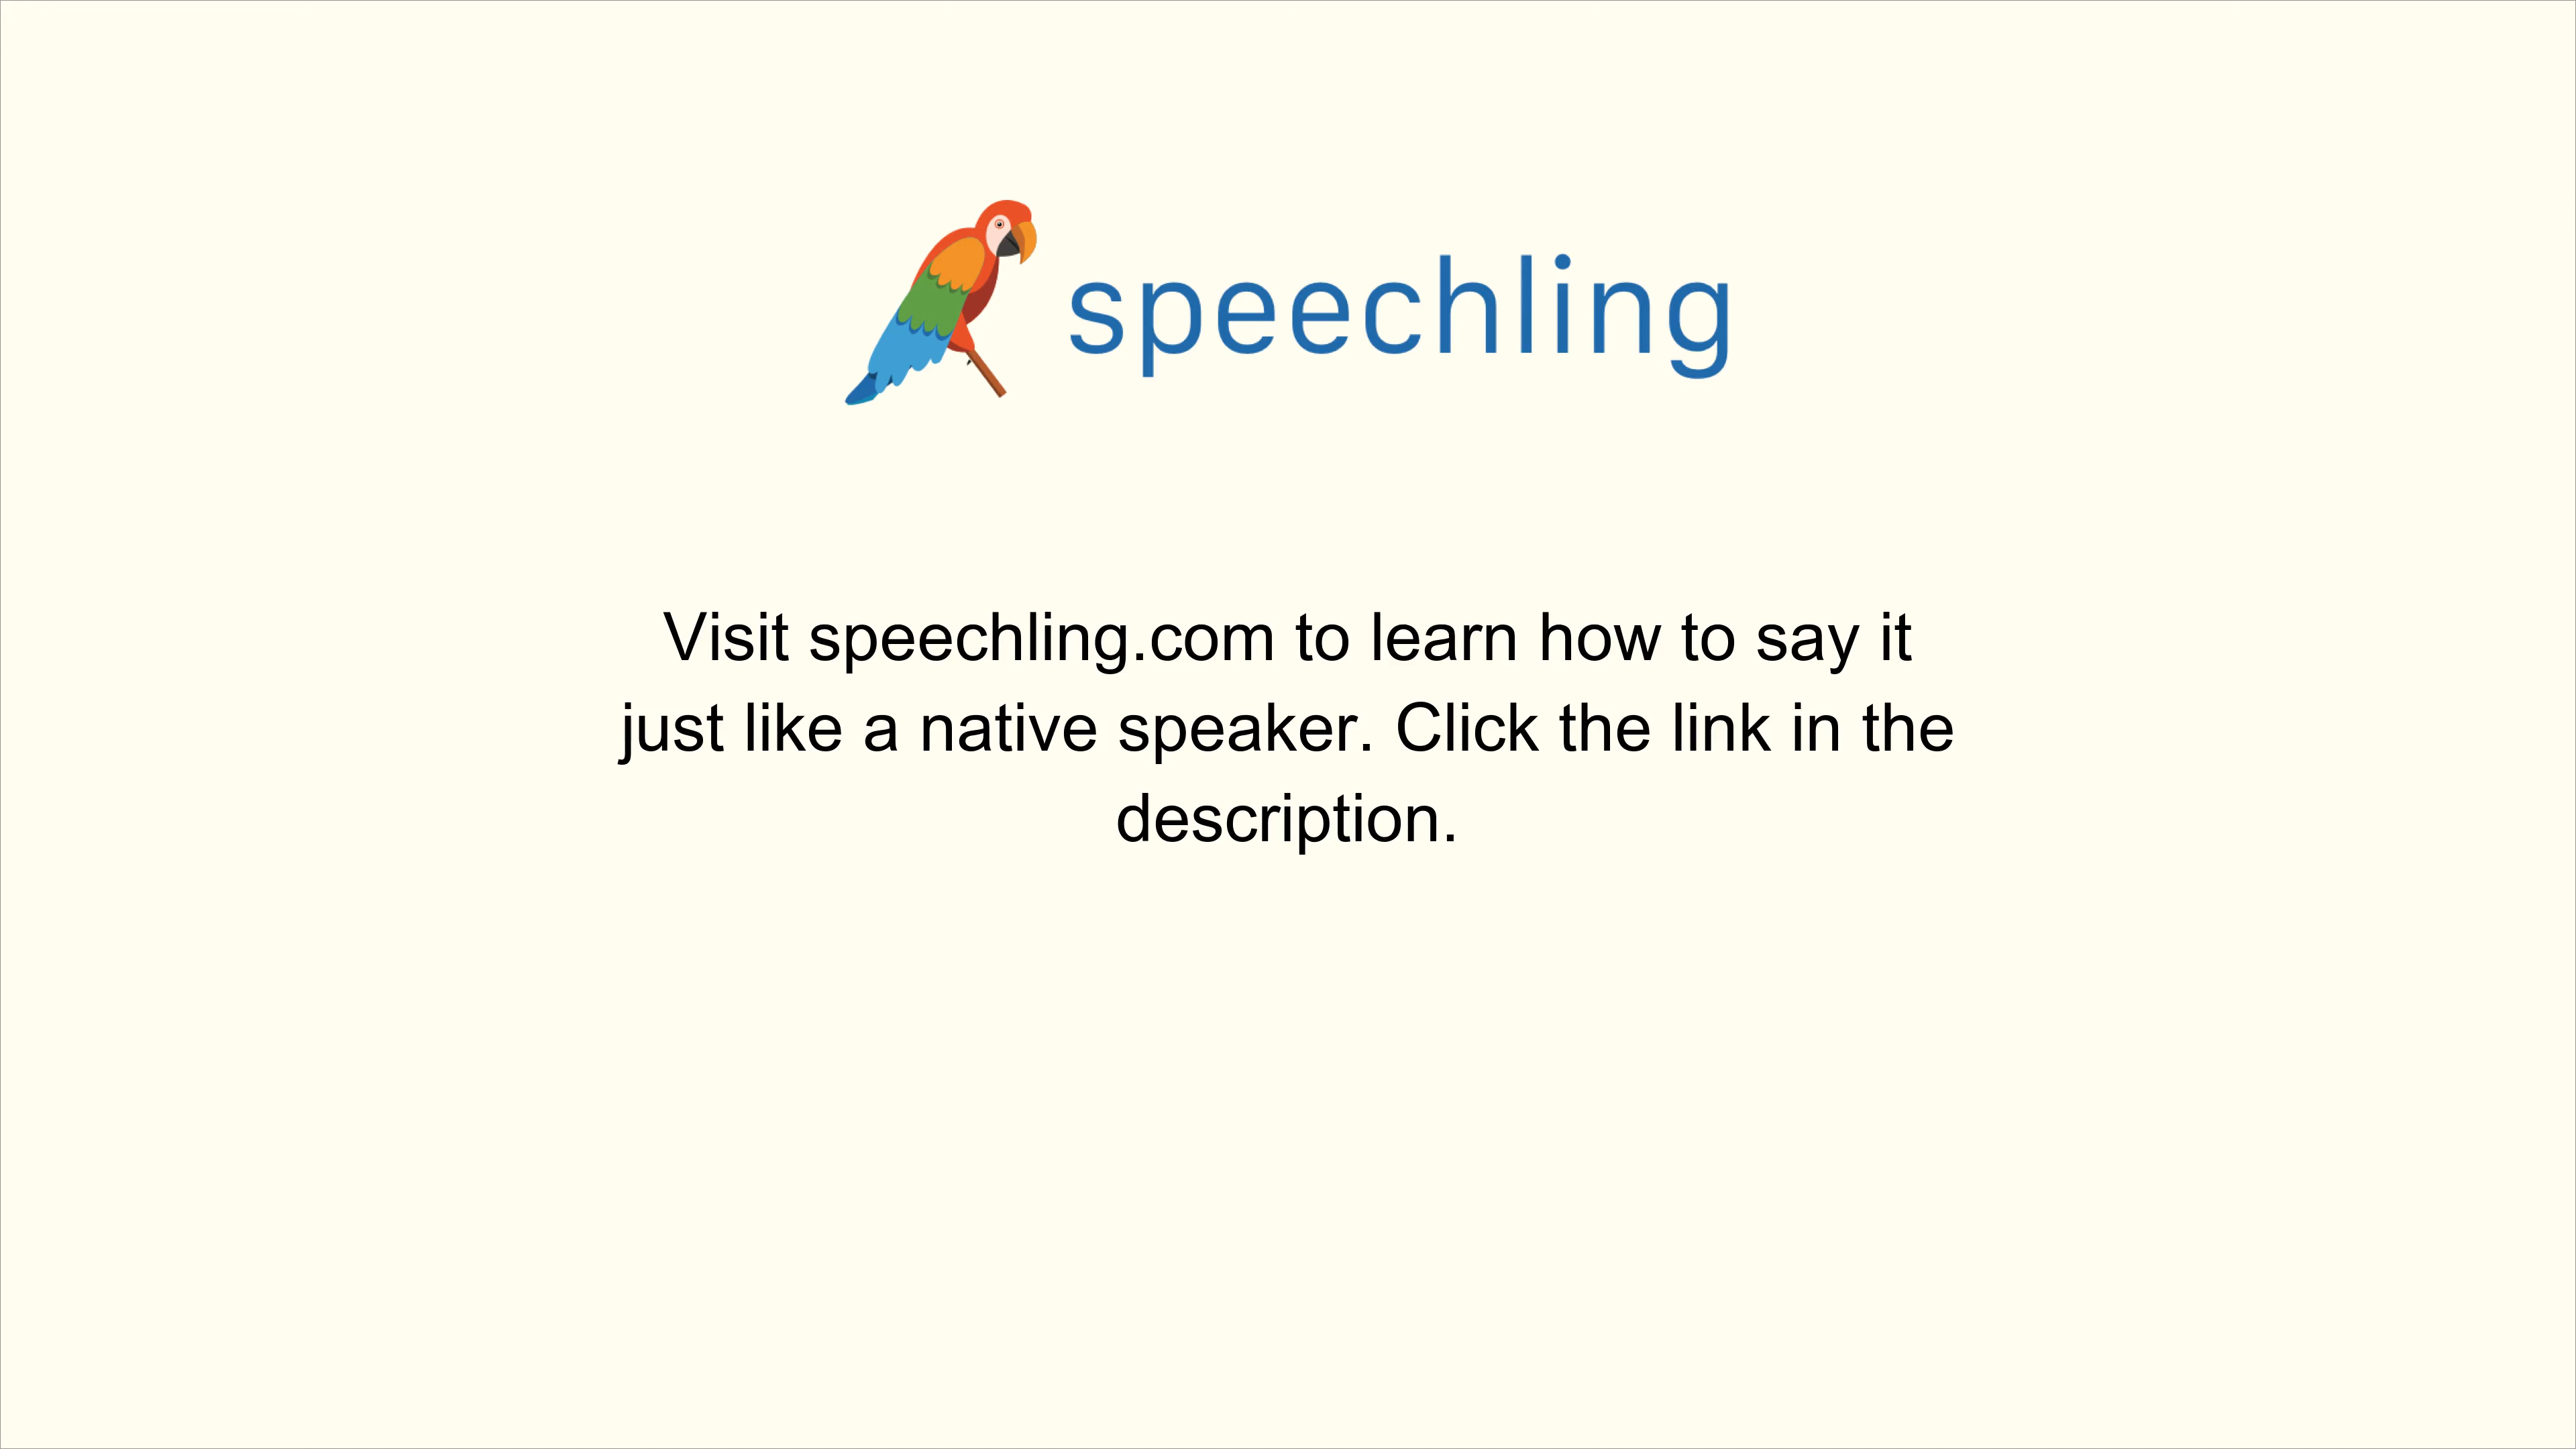 speechling
Visit speechling.com to learn how to say it
just like a native speaker. Click the link in the
description.